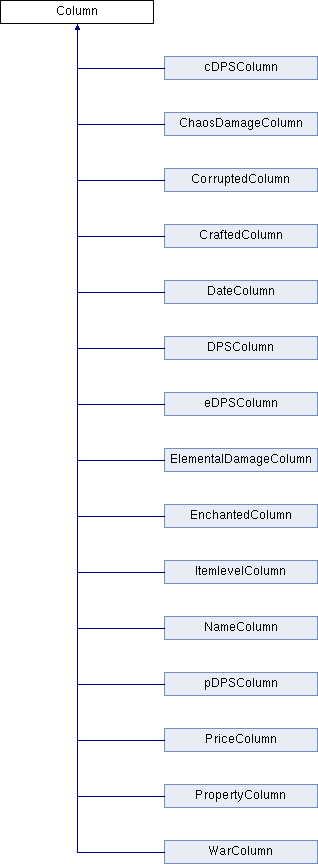 Column
cDPSColumn
ChaosDamageColumn
CorruptedColumn
CraftedColumn
DateColumn
DPSColumn
eDPSColumn
ElementalDamageColumn
EnchantedColumn
ItemlevelColumn
NameColumn
pDPSColumn
PriceColumn
PropertyColumn
WarColumn